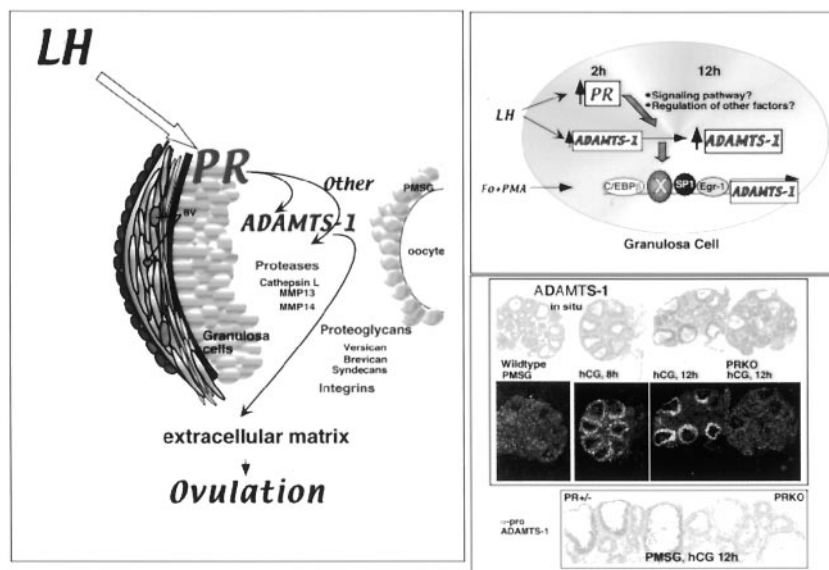 LH
PR
Other
PMSG
BV
ADAMTS-1
oocyte
Proteases
Cathepsin L
MMP13
MMP14
Granulosa
cells
Proteoglycans
Versican
Brevican
Syndecans
Integrins
extracellular matrix
Ovulation
2h
12h
PR
•Signaling pathway?
•Regulation of other factors?
LH
ADAMTS-1
ADAMTS-1
Fo+PMA
C/EBPβ
X
SP1
Egr-1
ADAMTS-1
Granulosa Cell
ADAMTS-1
in situ
Wildtype
PMSG
hCG, 8h
hCG, 12h
PRKO
hCG, 12h
PR+/-
PRKO
α-pro
ADAMTS-1
PMSG, hCG 12h